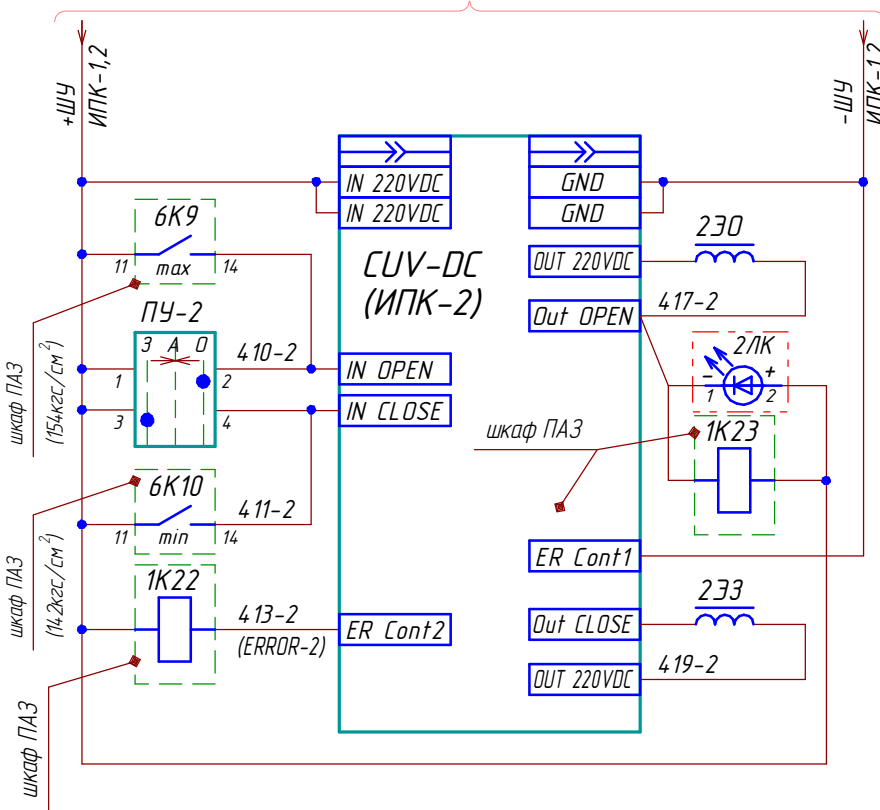 +ШУ
ИПК-1,2
-ШУ
ИПК-1,2
IN 220VDC
IN 220VDC
GND
GND
6К9
11
max
14
CUV-DC
(ИПК-2)
OUT 220VDC
2ЭО
Out OPEN
417-2
шкаф ПАЗ
(154кгс/см²)
ПУ-2
З А О
1
2
3
4
410-2
IN OPEN
IN CLOSE
2ЛК
-
+
1
2
шкаф ПАЗ
1К23
6К10
11
min
14
411-2
шкаф ПАЗ
(142кгс/см²)
ER Cont1
1К22
413-2
(ERROR-2)
ER Cont2
2ЭЗ
Out CLOSE
OUT 220VDC
419-2
шкаф ПАЗ